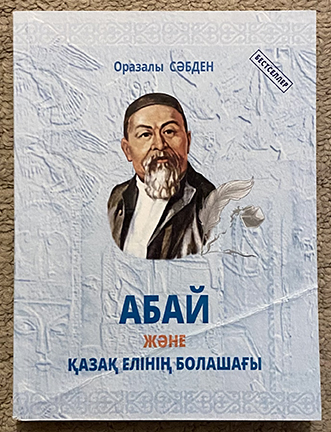 Оразалы СӘБДЕН
БЕСТСЕЛЛЕР
АБАЙ
ЖӘНЕ
ҚАЗАҚ ЕЛІНІҢ БОЛАШАҒЫ